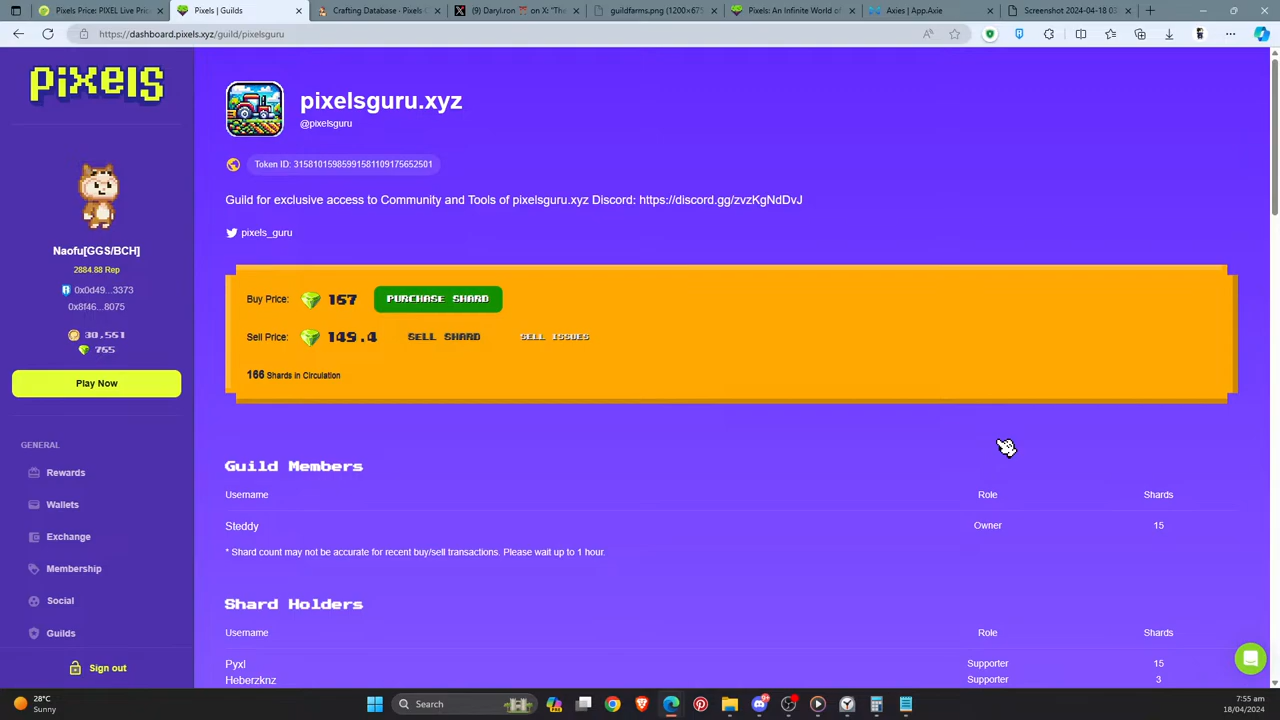 Pixels Price: PIXEL Live Pric
Pixels | Guilds
Crafting Database - Pixels G
(9) Daryl.ron on X: "The
guildfarms.png (1200×675
Pixels: An Infinite World of
Axies | App.Axie
Screenshot 2024-04-18 03
https://dashboard.pixels.xyz/guild/pixelsguru
pixels
pixelsguru.xyz
@pixelsguru
Token ID: 31581015985991581109175652501
Guild for exclusive access to Community and Tools of pixelsguru.xyz Discord: https://discord.gg/zvzKgNdDvJ
pixels_guru
Naofu[GGS/BCH]
2884.88 Rep
0x0d49...3373
0x8f46...8075
30,551
765
Play Now
Buy Price: 167 PURCHASE SHARD
Sell Price: 149.4 SELL SHARD SELL ISSUES
166 Shards in Circulation
GENERAL
Rewards
Wallets
Exchange
Membership
Social
Guilds
Sign out
Guild Members
Username Role Shards
Steddy Owner 15
* Shard count may not be accurate for recent buy/sell transactions. Please wait up to 1 hour.
Shard Holders
Username Role Shards
Pyxl Supporter 15
Heberzknz Supporter 3
28°C
Sunny
Search
7:55 am
18/04/2024